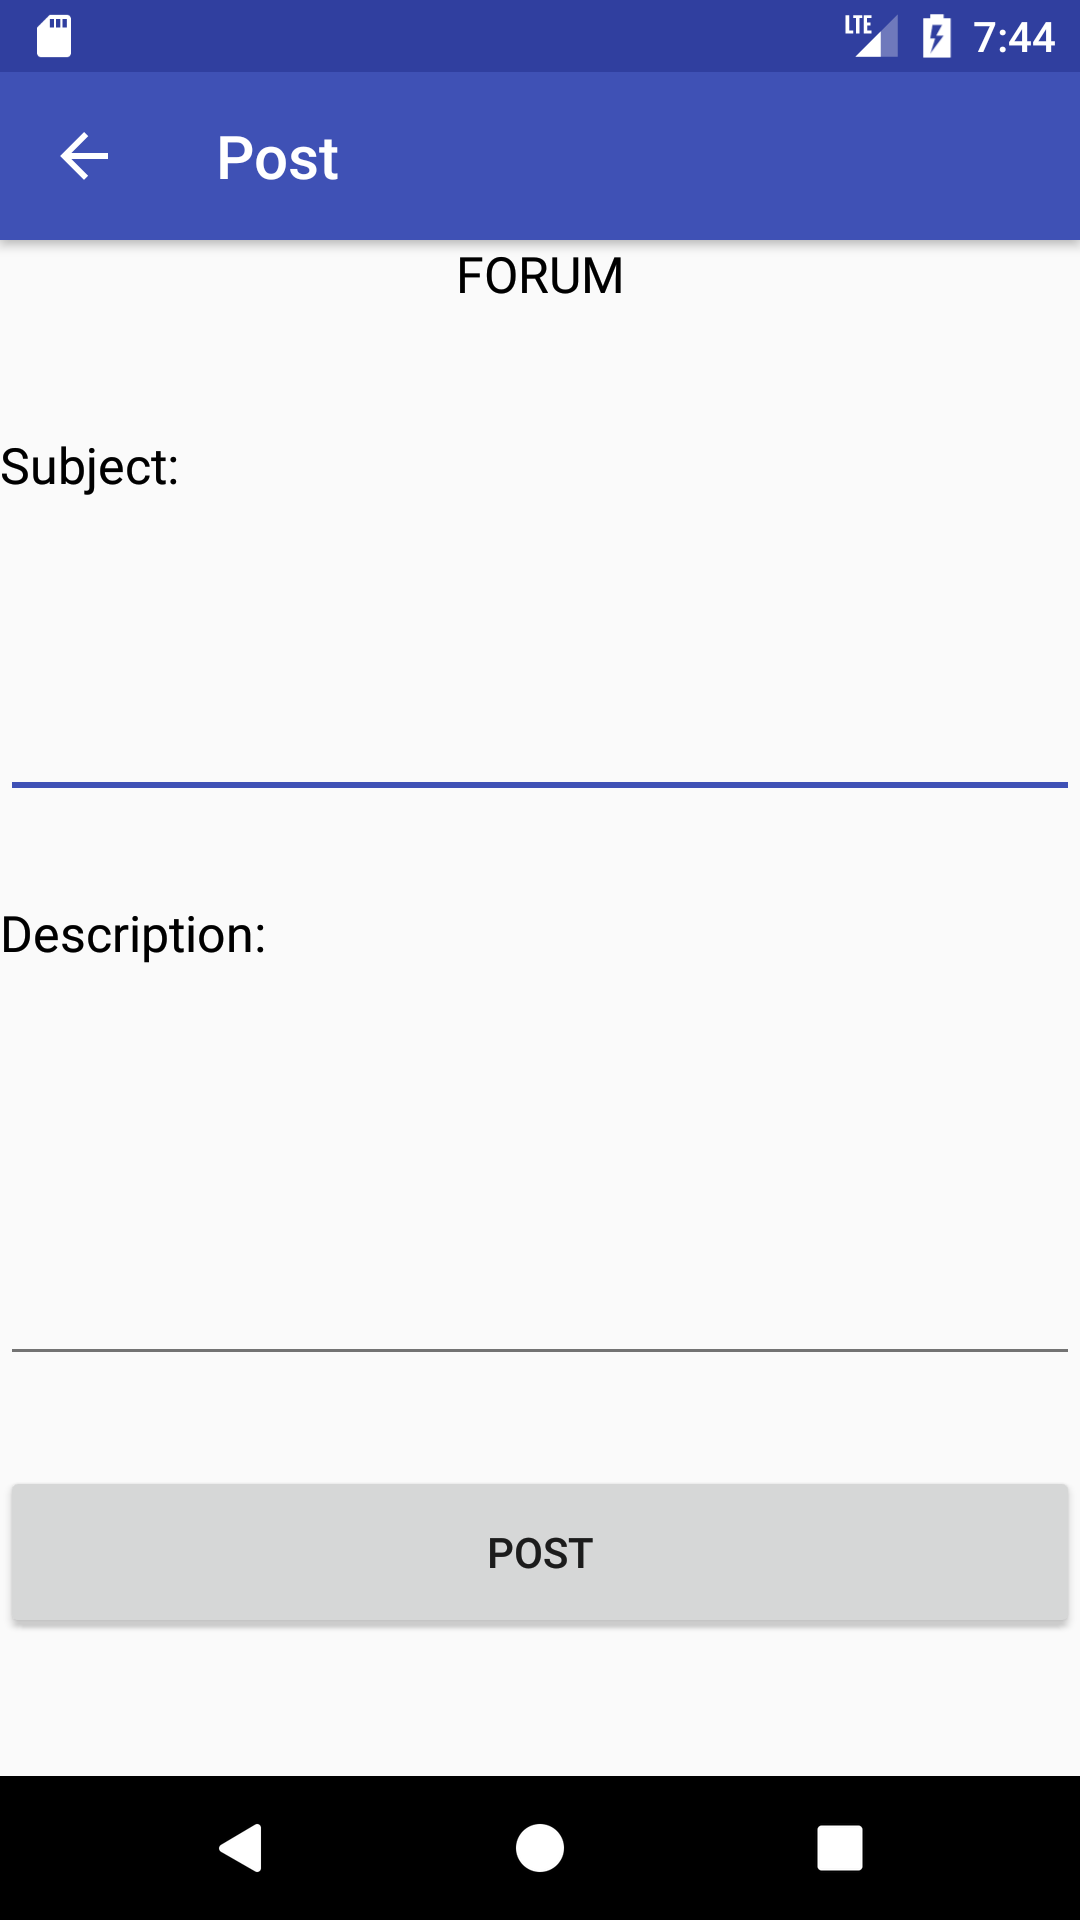 LTE 7:44
Post
FORUM
Subject:
Description:
POST